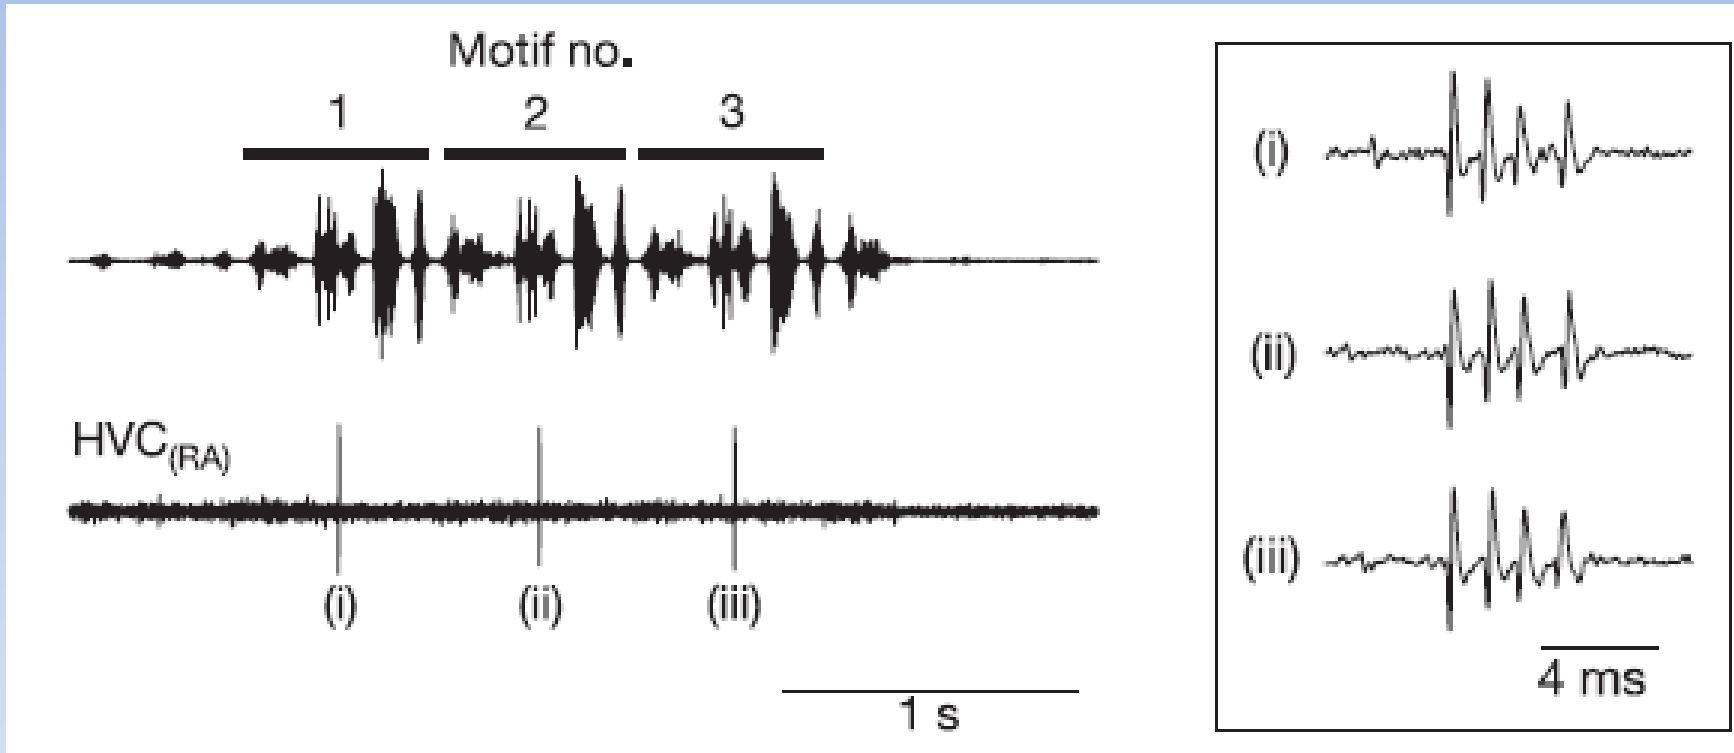 Motif no.
1 2 3
HVC(RA)
(i) (ii) (iii)
1 s
(i)
(ii)
(iii)
4 ms